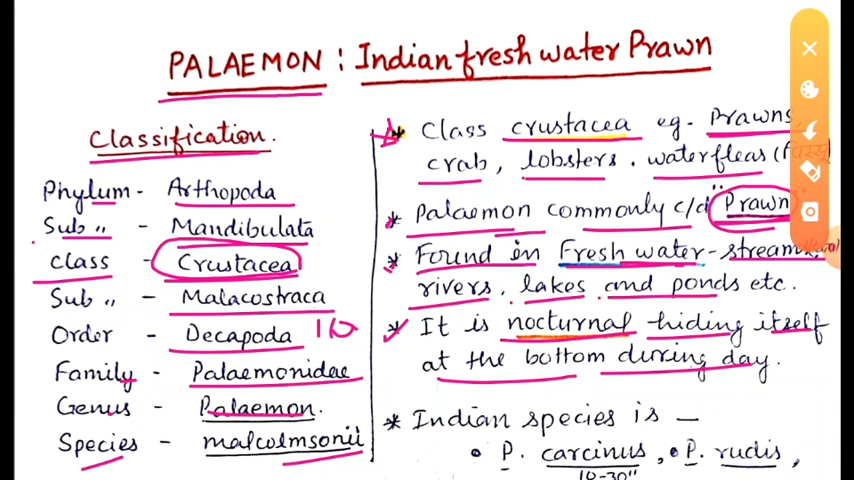 PALAEMON : Indian fresh water Prawn
Classification.
Phylum - Arthopoda
Sub " - Mandibulata
class - Crustacea
Sub " - Malacostraca
Order - Decapoda 10
Family - Palaemonidae
Genus - Palaemon.
Species - malcolmsonii
* Class crustacea eg. Prawns,
crab, lobsters. waterfleas
* Palaemon commonly c/d "Prawn"
* Found in Fresh water-stream,
rivers, lakes and ponds etc.
* It is nocturnal hiding itself
at the bottom during day.
* Indian species is —
• P. carcinus, • P. rudis,
10-30"